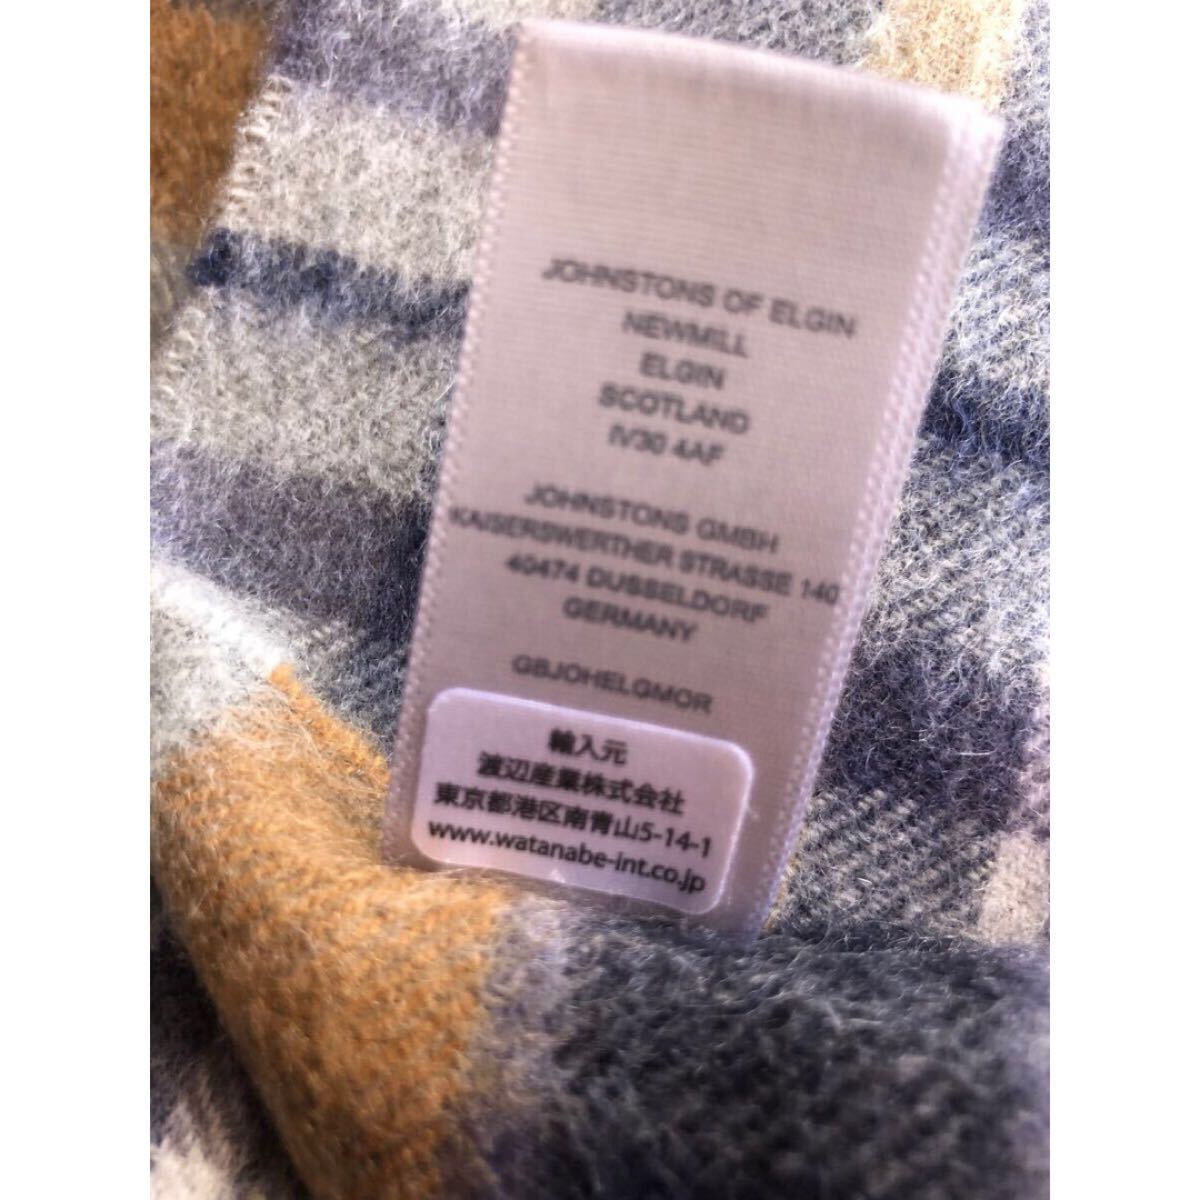 JOHNSTONS OF ELGIN
NEWMILL
ELGIN
SCOTLAND
IV30 4AF
JOHNSTONS GMBH
KAISERSWERTHER STRASSE 140
40474 DUSSELDORF
GERMANY
GBJOHELGMOR
輸入元
渡辺産業株式会社
東京都港区南青山5-14-1
www.watanabe-int.co.jp